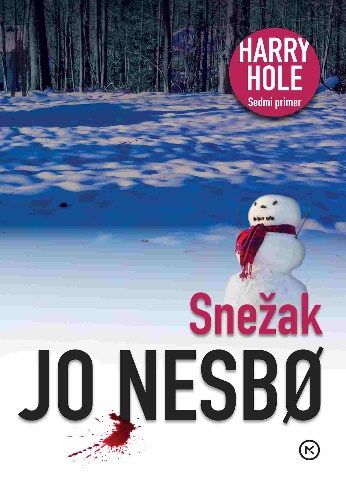 HARRY
HOLE
Sedmi primer
Snežak
JO NESBØ
M